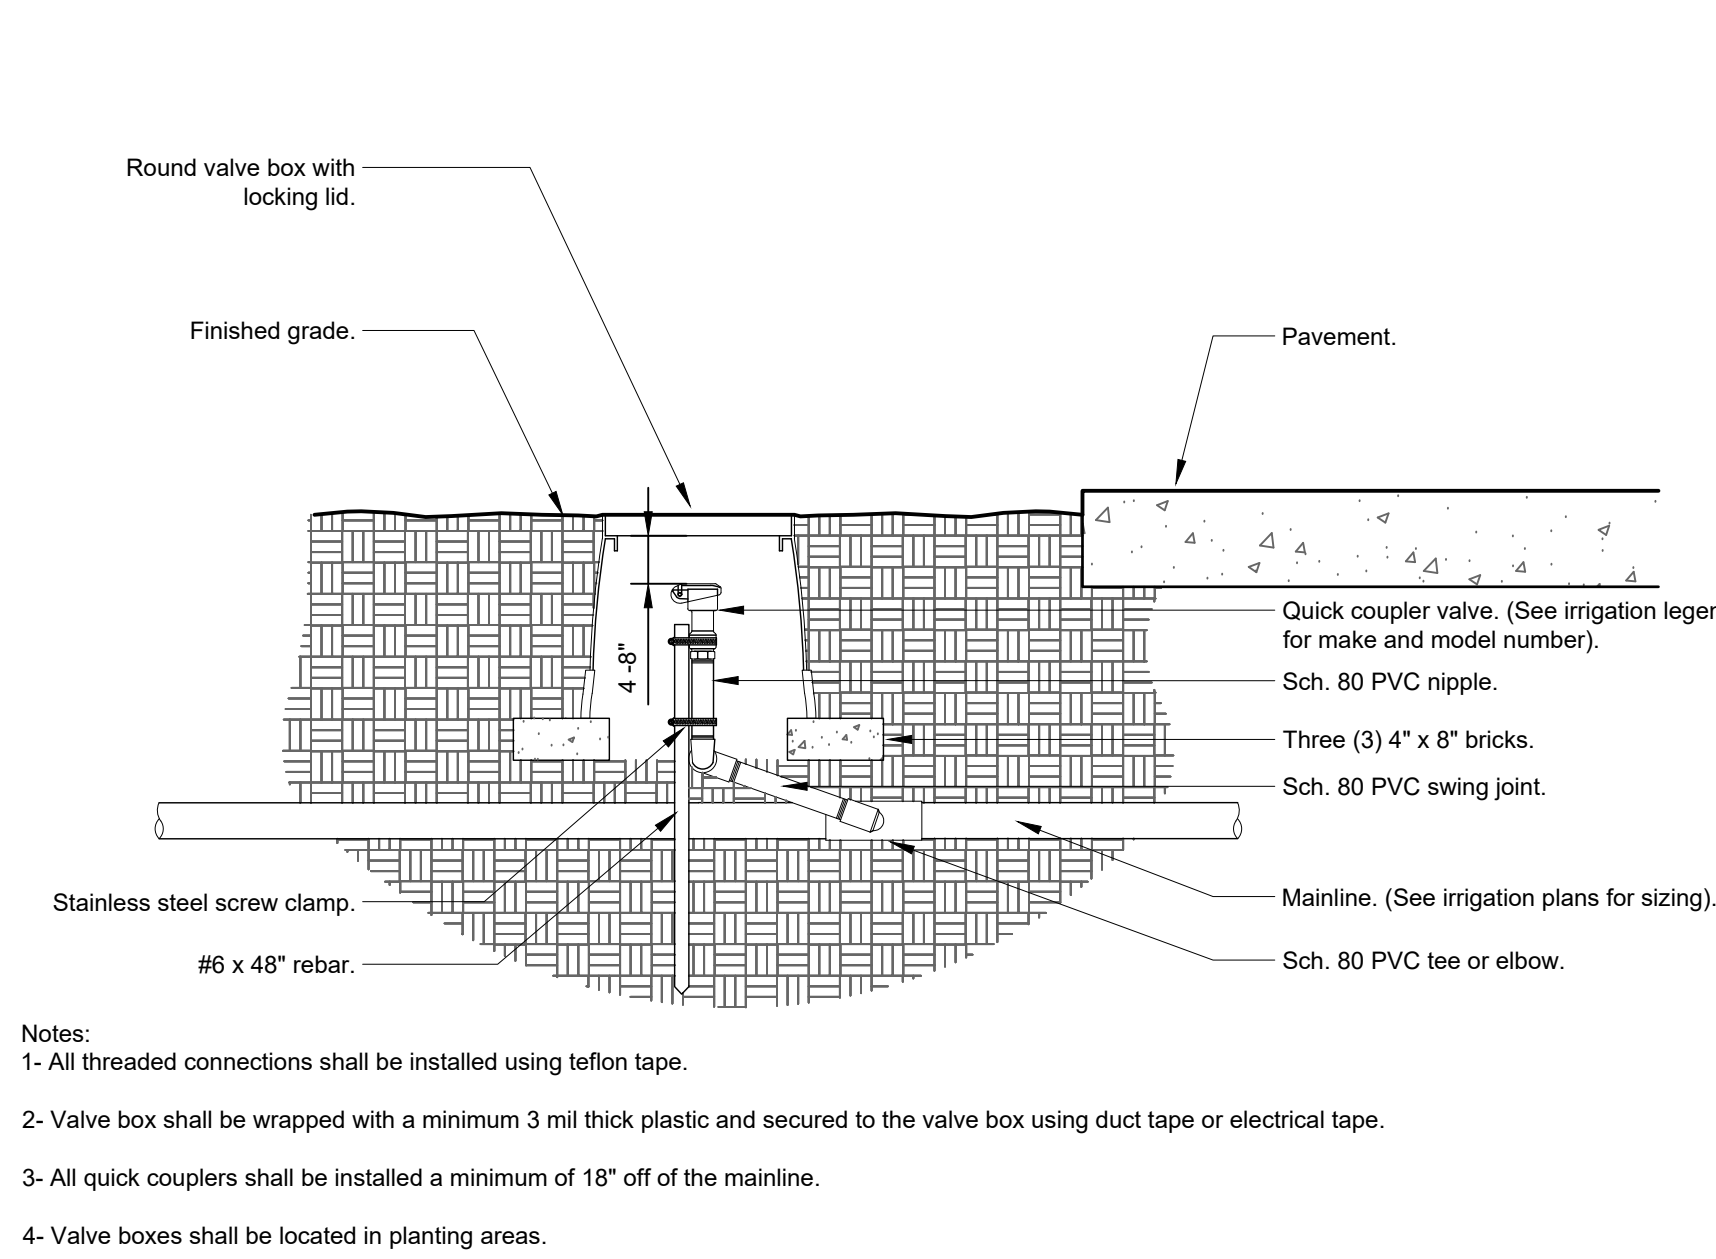 Round valve box with
locking lid.
Finished grade.
Pavement.
4 -8"
Quick coupler valve. (See irrigation leger
for make and model number).
Sch. 80 PVC nipple.
Three (3) 4" x 8" bricks.
Sch. 80 PVC swing joint.
Stainless steel screw clamp.
Mainline. (See irrigation plans for sizing).
#6 x 48" rebar.
Sch. 80 PVC tee or elbow.
Notes:
1- All threaded connections shall be installed using teflon tape.
2- Valve box shall be wrapped with a minimum 3 mil thick plastic and secured to the valve box using duct tape or electrical tape.
3- All quick couplers shall be installed a minimum of 18" off of the mainline.
4- Valve boxes shall be located in planting areas.